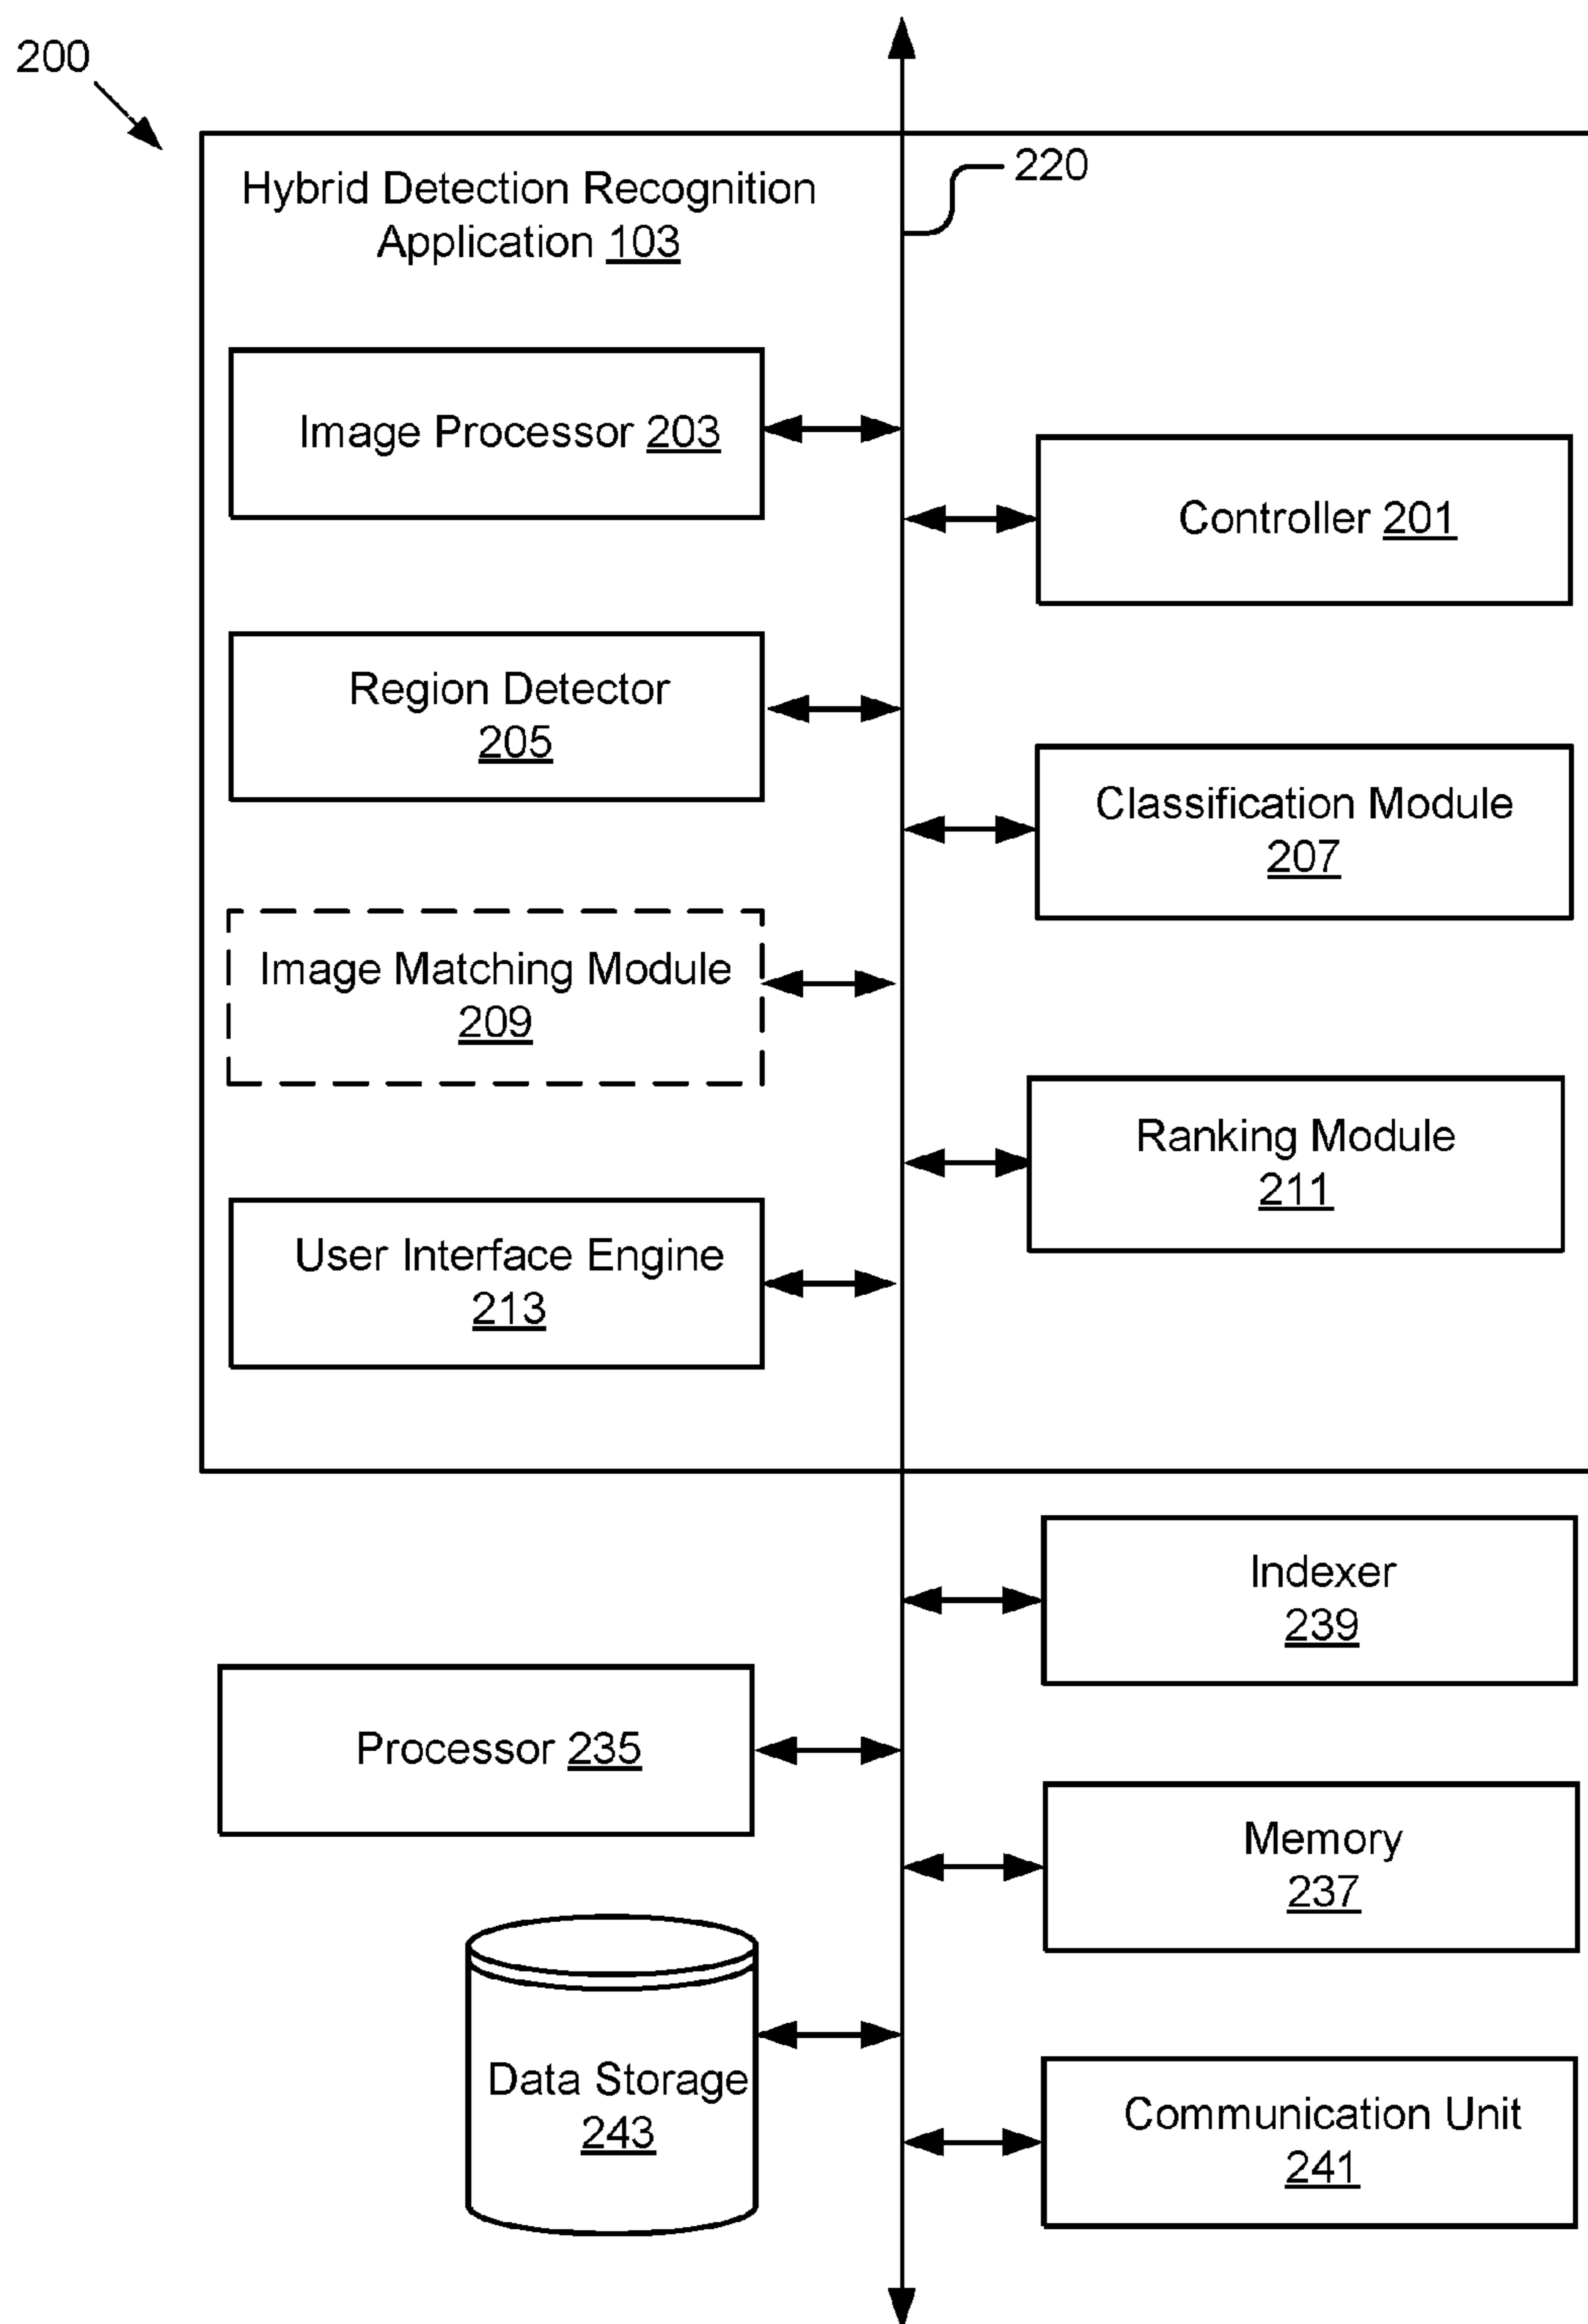 200
220
Hybrid Detection Recognition
Application 103
Image Processor 203
Controller 201
Region Detector
205
Classification Module
207
Image Matching Module
209
Ranking Module
211
User Interface Engine
213
Indexer
239
Processor 235
Memory
237
Data Storage
243
Communication Unit
241